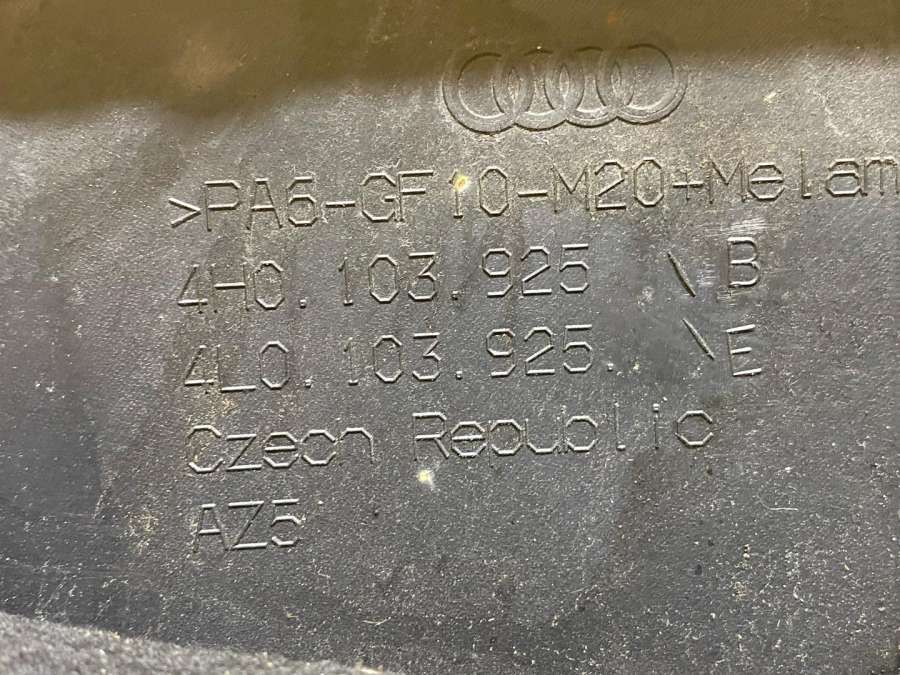 >PA6-GF10-M20+Melam
4H0.103.925 \ B
4L0.103.925. \ E
Czech Republic
AZ5